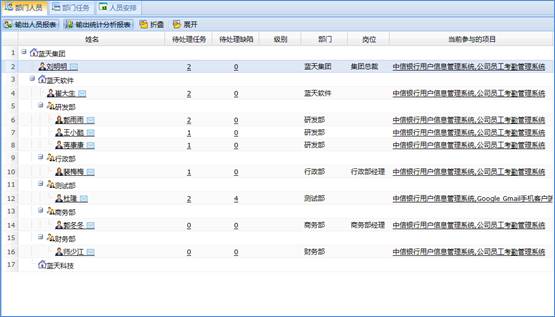 部门人员 部门任务 人员安排
输出人员报表 输出统计分析报表 折叠 展开
姓名 待处理任务 待处理缺陷 级别 部门 岗位 当前参与的项目
1 蓝天集团
2 刘明明 2 0 蓝天集团 集团总裁 中信银行用户信息管理系统,公司员工考勤管理系统
3 蓝天软件
4 崔大生 2 0 蓝天软件 中信银行用户信息管理系统,公司员工考勤管理系统
5 研发部
6 郭雨雨 2 0 研发部 中信银行用户信息管理系统,公司员工考勤管理系统
7 王小懿 1 0 研发部 中信银行用户信息管理系统,公司员工考勤管理系统
8 蒋康康 1 0 研发部 中信银行用户信息管理系统,公司员工考勤管理系统
9 行政部
10 裴梅梅 1 0 行政部 行政部经理 中信银行用户信息管理系统,公司员工考勤管理系统
11 测试部
12 杜隆 2 4 测试部 中信银行用户信息管理系统,Google Gmail手机客户端
13 商务部
14 郭冬冬 0 0 商务部 商务部经理 中信银行用户信息管理系统,公司员工考勤管理系统
15 财务部
16 师少江 0 0 财务部 中信银行用户信息管理系统,公司员工考勤管理系统
17 蓝天科技